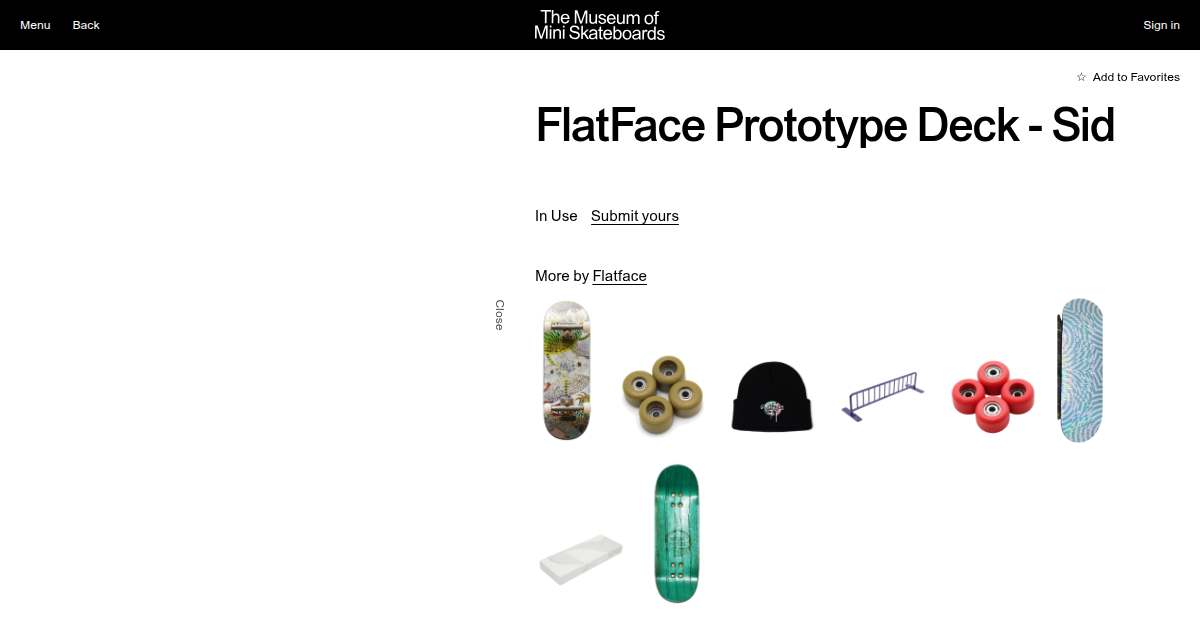 Menu
Back
The Museum of
Mini Skateboards
Sign in
☆ Add to Favorites
FlatFace Prototype Deck - Sid
In Use
Submit yours
More by Flatface
Close